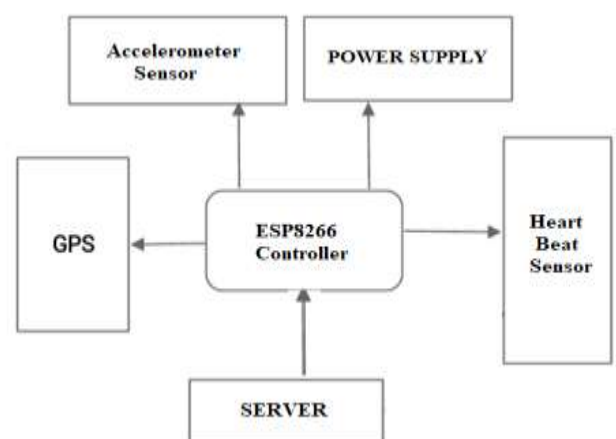 Accelerometer
Sensor
POWER SUPPLY
GPS
ESP8266
Controller
Heart
Beat
Sensor
SERVER